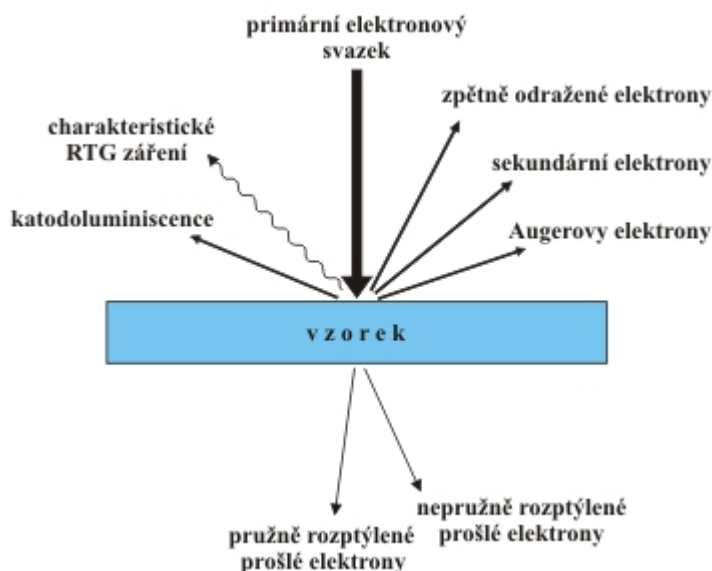 primární elektronový
svazek
zpětně odražené elektrony
charakteristické
RTG záření
sekundární elektrony
katodoluminiscence
Augerovy elektrony
vzorek
nepružně rozptýlené
prošlé elektrony
pružně rozptýlené
prošlé elektrony